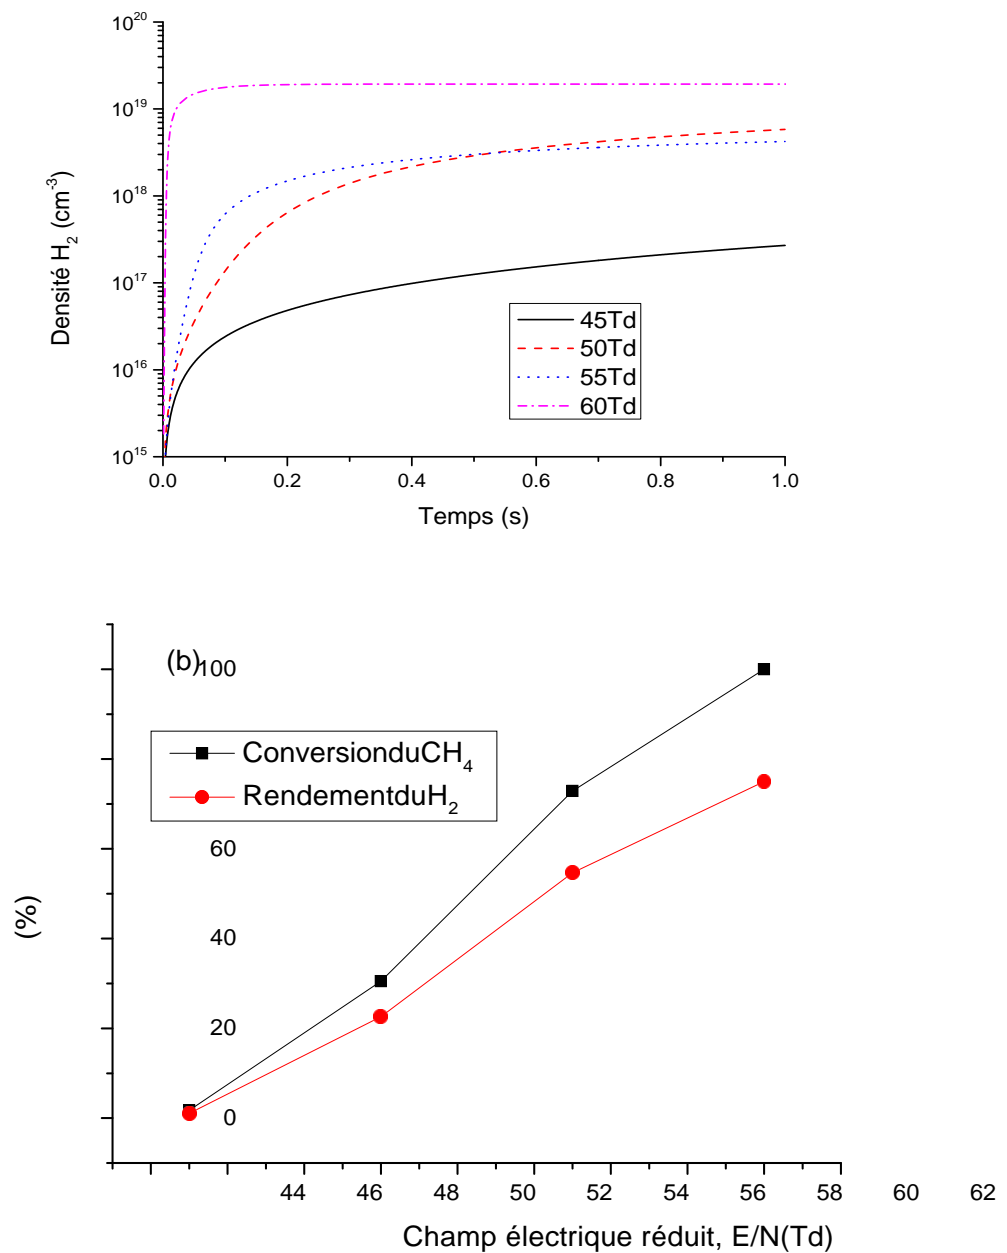 10^20
10^19
10^18
10^17
10^16
10^15
Densité H₂ (cm⁻³)
45Td
50Td
55Td
60Td
0.0 0.2 0.4 0.6 0.8 1.0
Temps (s)
(b)
100
ConversionduCH₄
RendementduH₂
60
40
20
0
(%)
44 46 50 52 56 58 60 62
Champ électrique réduit, E/N(Td)